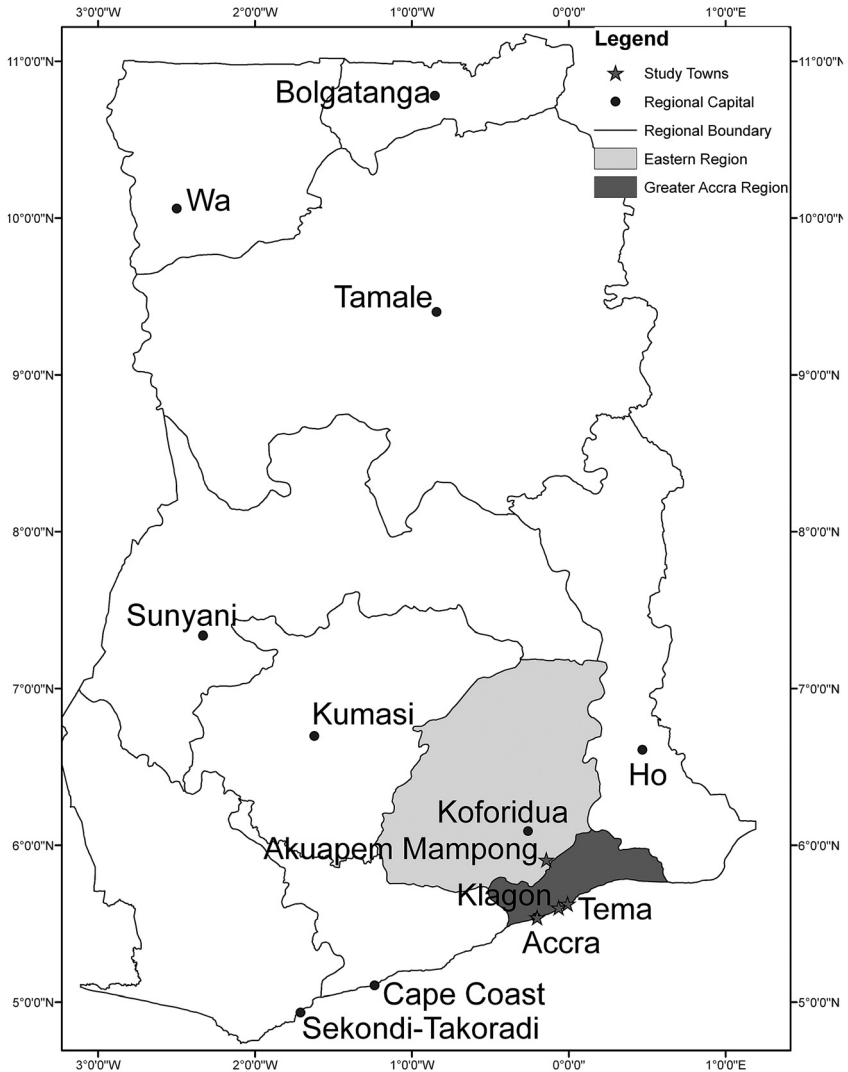 3°0'0"W 2°0'0"W 1°0'0"W 0°0'0" 1°0'0"E
Legend
Study Towns
Regional Capital
Regional Boundary
Eastern Region
Greater Accra Region
11°0'0"N 11°0'0"N
Bolgatanga
Wa
10°0'0"N 10°0'0"N
Tamale
9°0'0"N 9°0'0"N
8°0'0"N 8°0'0"N
Sunyani
7°0'0"N 7°0'0"N
Kumasi
Ho
Koforidua
6°0'0"N 6°0'0"N
Akuapem Mampong
Klagon
Tema
Accra
5°0'0"N 5°0'0"N
Cape Coast
Sekondi-Takoradi
3°0'0"W 2°0'0"W 1°0'0"W 0°0'0" 1°0'0"E